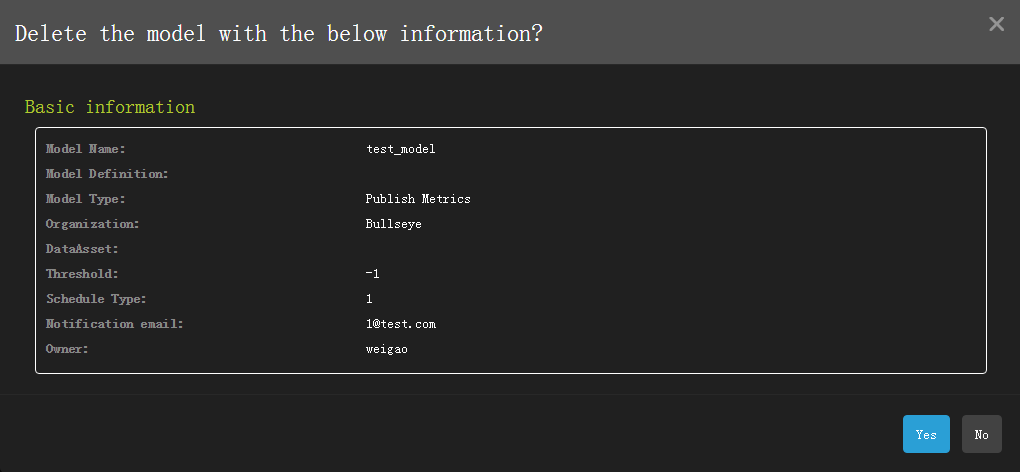 Delete the model with the below information?
Basic information
Model Name: test_model
Model Definition:
Model Type: Publish Metrics
Organization: Bullseye
DataAsset:
Threshold: -1
Schedule Type: 1
Notification email: 1@test.com
Owner: weigao
Yes No